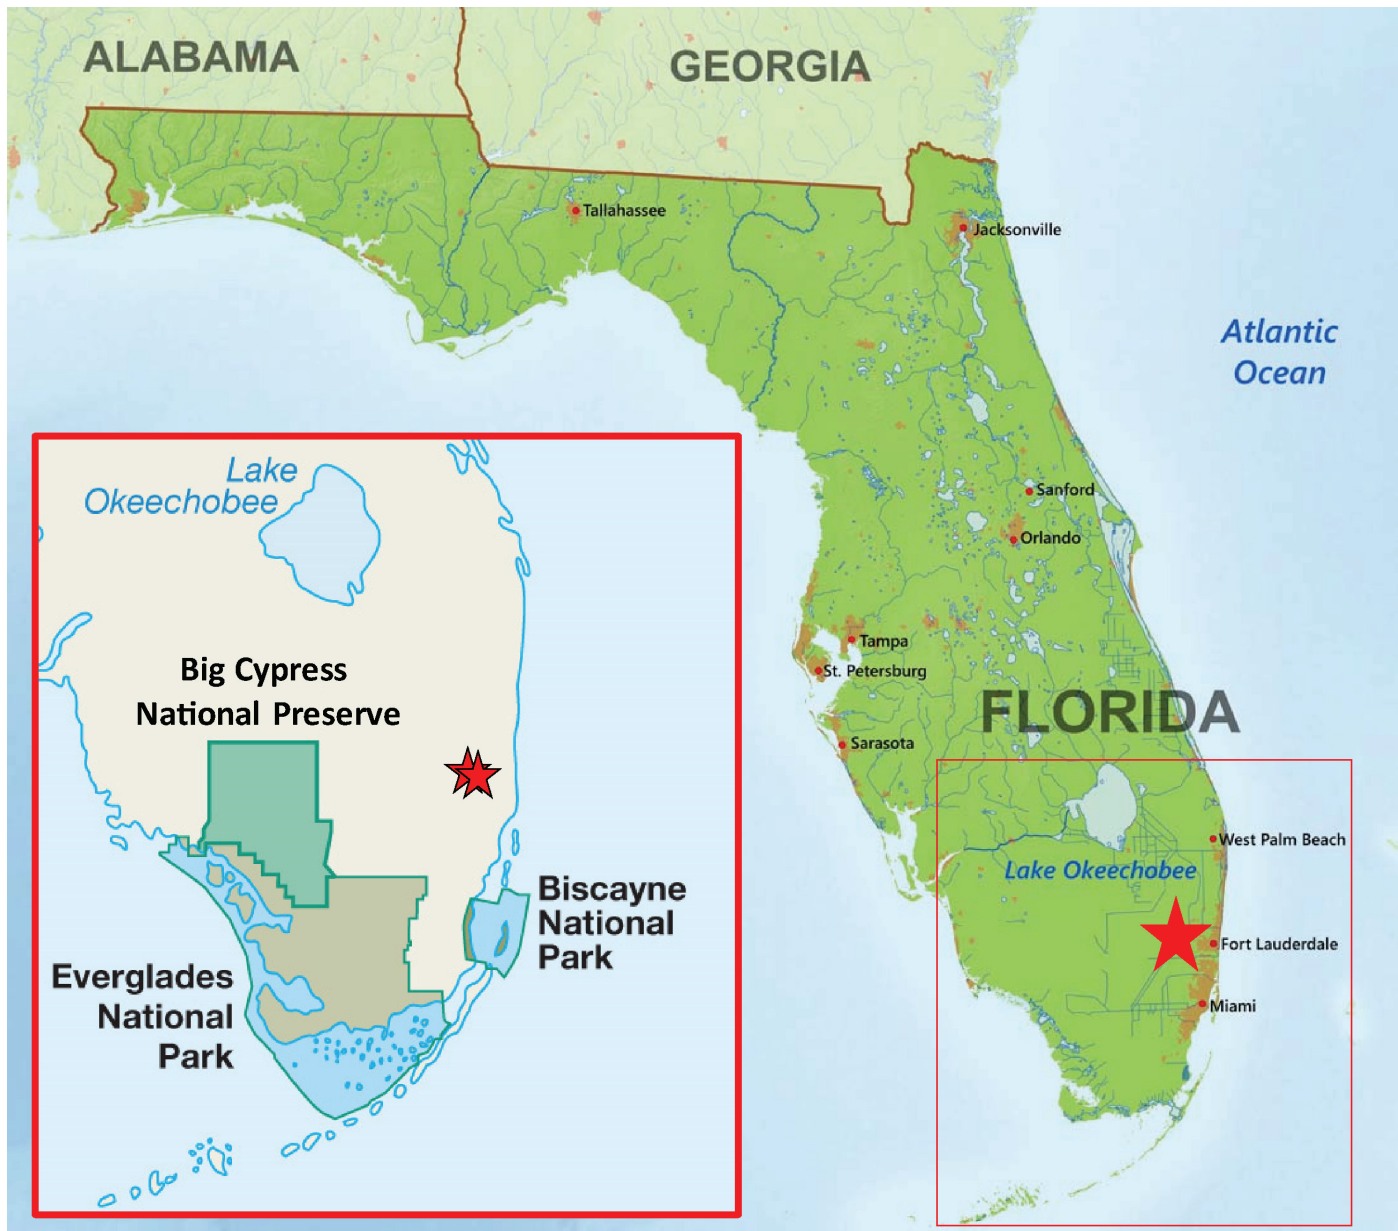 ALABAMA
GEORGIA
Tallahassee
Jacksonville
Atlantic
Ocean
Sanford
Orlando
Tampa
St. Petersburg
FLORIDA
Sarasota
West Palm Beach
Lake Okeechobee
Fort Lauderdale
Miami
Lake
Okeechobee
Big Cypress
National Preserve
Biscayne
National
Park
Everglades
National
Park